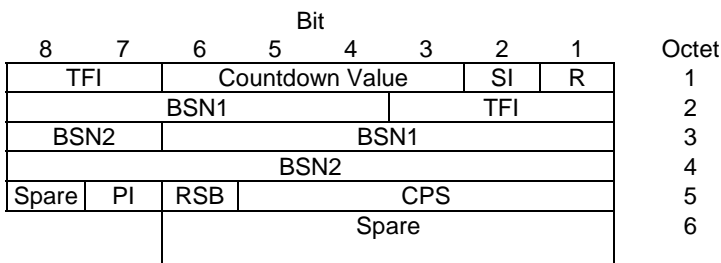 Bit
8 7 6 5 4 3 2 1 Octet
TFI Countdown Value SI R 1
BSN1 TFI 2
BSN2 BSN1 3
BSN2 4
Spare PI RSB CPS 5
Spare 6